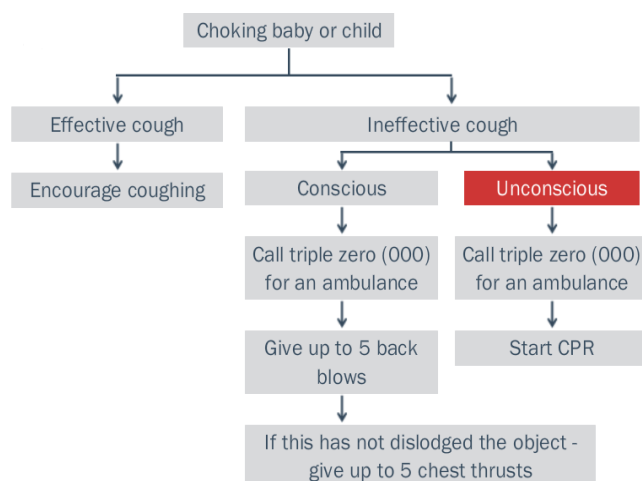 Choking baby or child
Effective cough
Ineffective cough
Encourage coughing
Conscious
Unconscious
Call triple zero (000)
for an ambulance
Call triple zero (000)
for an ambulance
Give up to 5 back
blows
Start CPR
If this has not dislodged the object -
give up to 5 chest thrusts